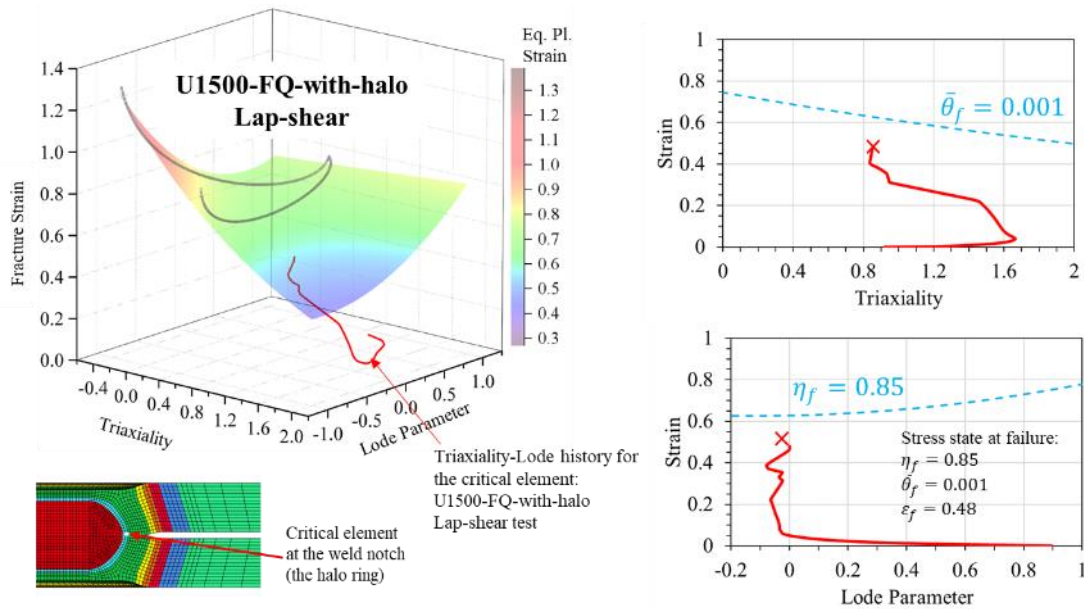 U1500-FQ-with-halo
Lap-shear
Eq. Pl.
Strain
1.3
1.2
1.1
1.0
0.9
0.8
0.7
0.6
0.5
0.4
0.3
Fracture Strain
1.4
1.2
1.0
0.8
0.6
0.4
0.2
0.0
-0.4
0.0
0.4
0.8
1.2
1.6
2.0
Triaxiality
-1.0
-0.5
0.0
0.5
1.0
Lode Parameter
Triaxiality-Lode history for
the critical element:
U1500-FQ-with-halo
Lap-shear test
Critical element
at the weld notch
(the halo ring)
Strain
1
0.8
0.6
0.4
0.2
0
θ̄_f = 0.001
0
0.4
0.8
1.2
1.6
2
Triaxiality
Strain
1
0.8
0.6
0.4
0.2
0
η_f = 0.85
Stress state at failure:
η_f = 0.85
θ̄_f = 0.001
ε_f = 0.48
-0.2
0
0.2
0.4
0.6
0.8
1
Lode Parameter